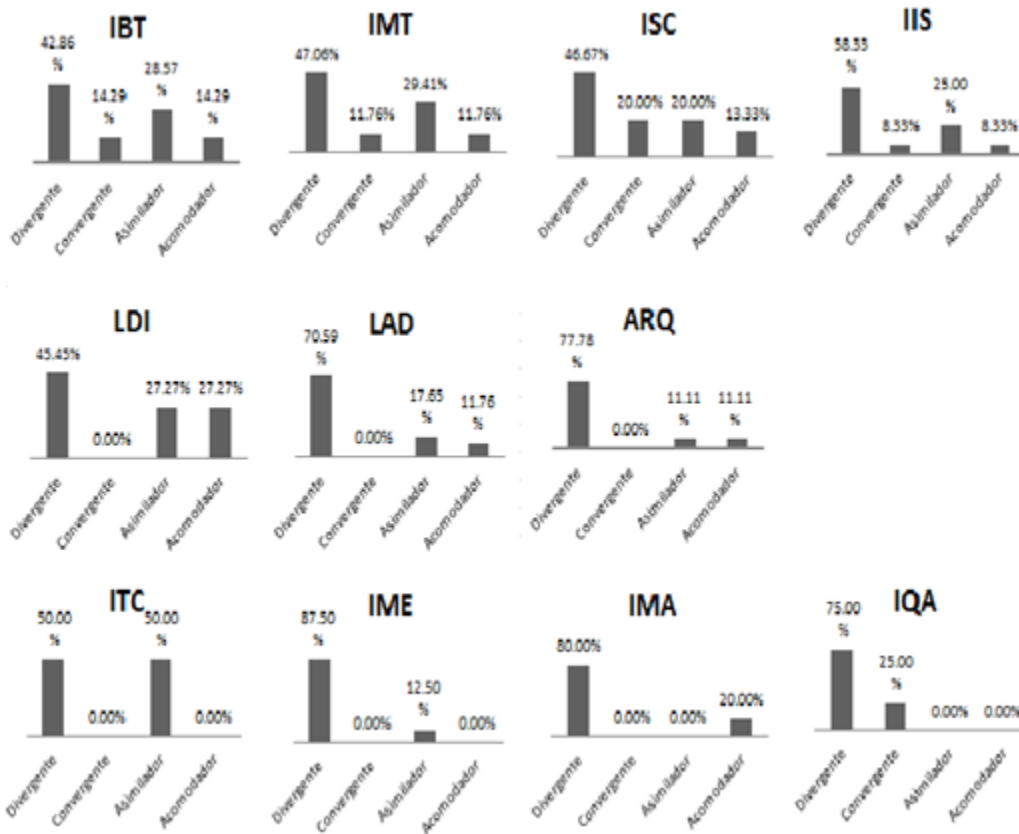 IBT
42.86
%
14.29
%
28.57
%
14.29
%
Divergente
Convergente
Asimilador
Acomodador
IMT
47.06%
11.76%
29.41%
11.76%
Divergente
Convergente
Asimilador
Acomodador
ISC
46.67%
20.00%
20.00%
13.33%
Divergente
Convergente
Asimilador
Acomodador
IIS
58.33
%
8.33%
25.00
%
8.33%
Divergente
Convergente
Asimilador
Acomodador
LDI
45.45%
0.00%
27.27%
27.27%
Divergente
Convergente
Asimilador
Acomodador
LAD
70.59
%
0.00%
17.65
%
11.76
%
Divergente
Convergente
Asimilador
Acomodador
ARQ
77.78
%
0.00%
11.11
%
11.11
%
Divergente
Convergente
Asimilador
Acomodador
ITC
50.00
%
0.00%
50.00
%
0.00%
Divergente
Convergente
Asimilador
Acomodador
IME
87.50
%
0.00%
12.50
%
0.00%
Divergente
Convergente
Asimilador
Acomodador
IMA
80.00%
0.00%
0.00%
20.00%
Divergente
Convergente
Asimilador
Acomodador
IQA
75.00
%
25.00
%
0.00%
0.00%
Divergente
Convergente
Asimilador
Acomodador